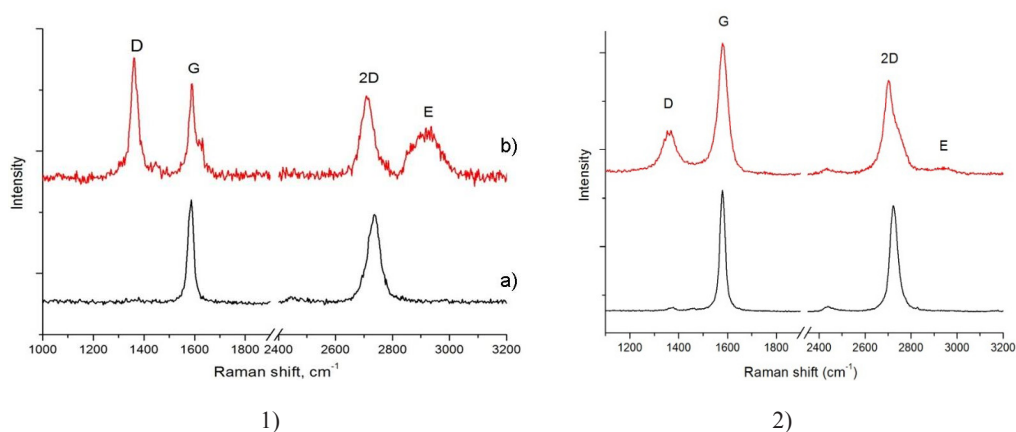 D
G
2D
E
b)
a)
Intensity
1000 1200 1400 1600 1800 2400 2600 2800 3000 3200
Raman shift, cm-1
1)
G
D
2D
E
Intensity
1200 1400 1600 1800 2400 2600 2800 3000 3200
Raman shift (cm-1)
2)